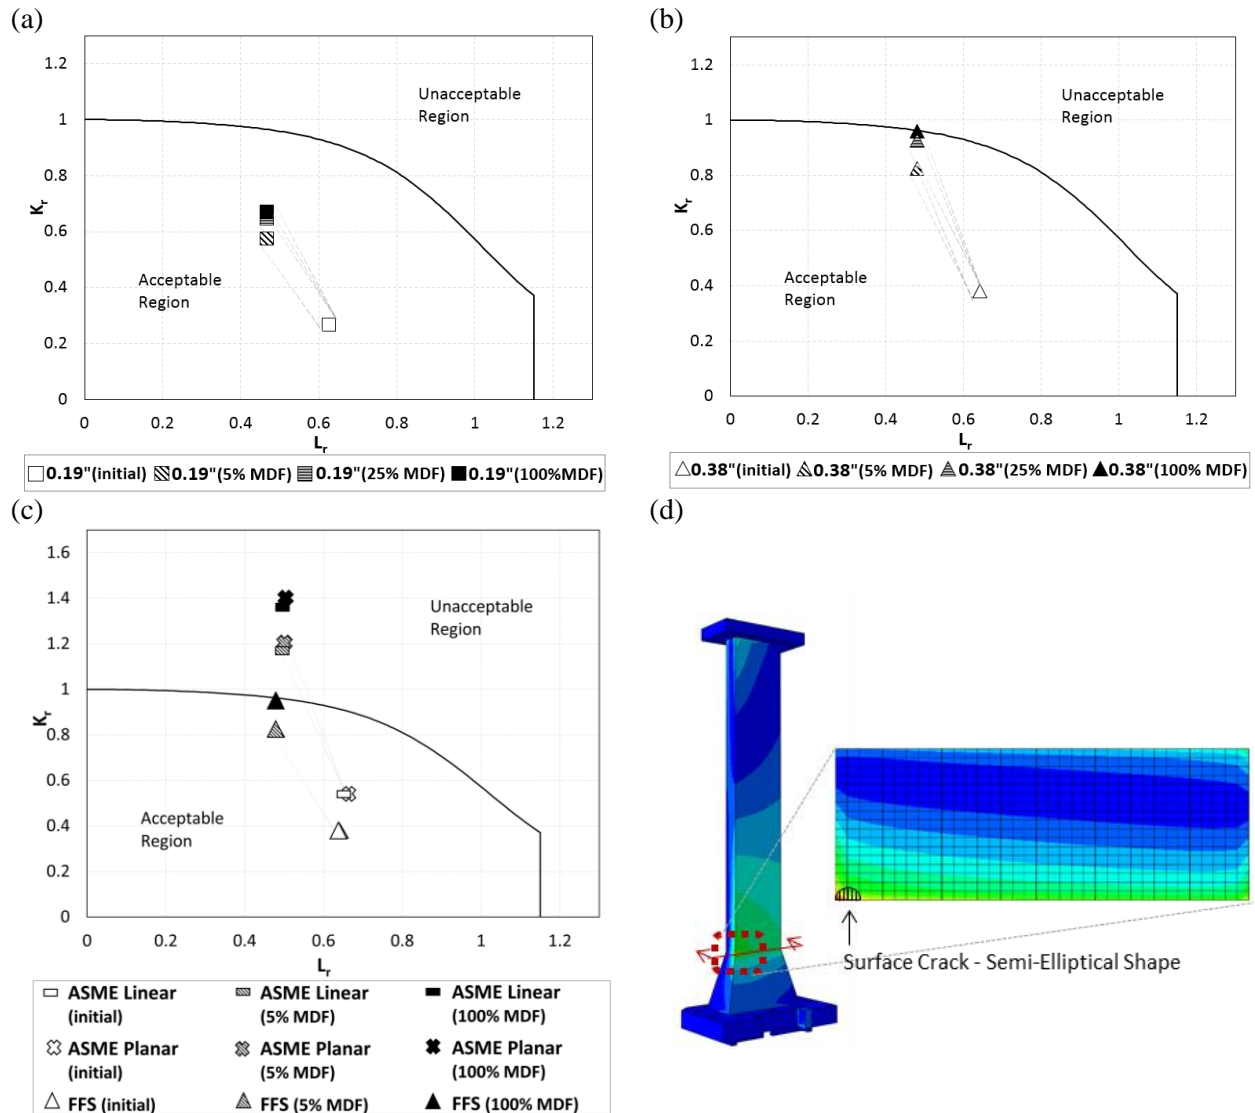 (a)
1.2
1
0.8
0.6
0.4
0.2
0
Kr
Unacceptable
Region
Acceptable
Region
0 0.2 0.4 0.6 0.8 1 1.2
Lr
0.19"(initial) 0.19"(5% MDF) 0.19"(25% MDF) 0.19"(100%MDF)
(b)
1.2
1
0.8
0.6
0.4
0.2
0
Kr
Unacceptable
Region
Acceptable
Region
0 0.2 0.4 0.6 0.8 1 1.2
Lr
0.38"(initial) 0.38"(5% MDF) 0.38"(25% MDF) 0.38"(100% MDF)
(c)
1.6
1.4
1.2
1
0.8
0.6
0.4
0.2
0
Kr
Unacceptable
Region
Acceptable
Region
0 0.2 0.4 0.6 0.8 1 1.2
Lr
ASME Linear ASME Linear ASME Linear
(initial) (5% MDF) (100% MDF)
ASME Planar ASME Planar ASME Planar
(initial) (5% MDF) (100% MDF)
FFS (initial) FFS (5% MDF) FFS (100% MDF)
(d)
Surface Crack - Semi-Elliptical Shape